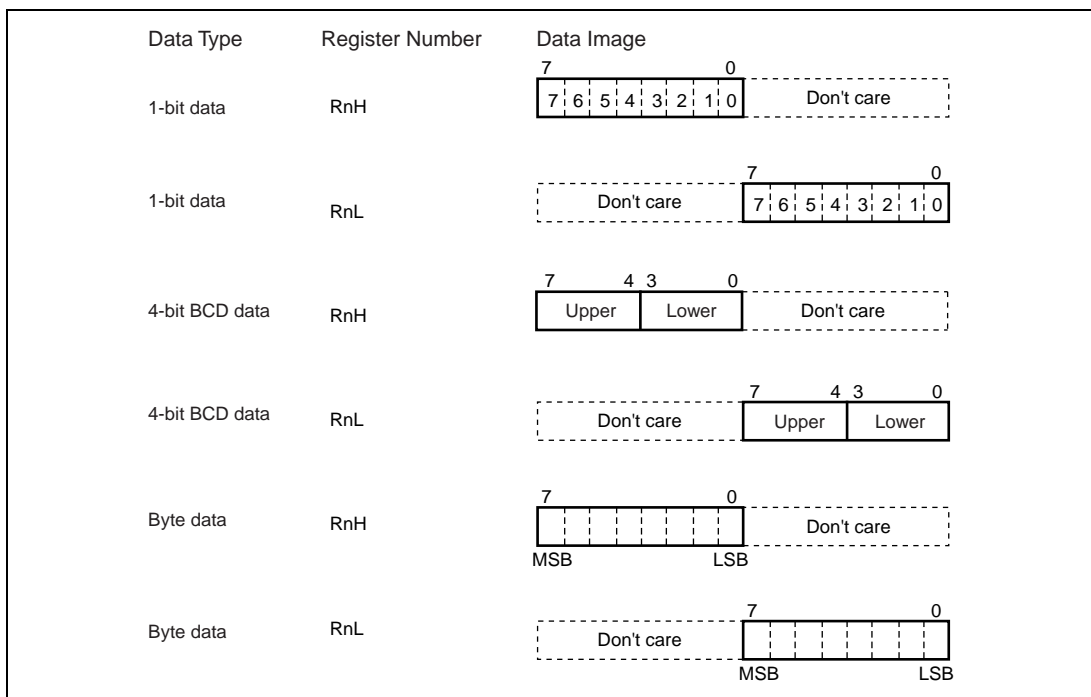 Data Type Register Number Data Image
7 0
1-bit data RnH 7 6 5 4 3 2 1 0 Don't care
7 0
1-bit data RnL Don't care 7 6 5 4 3 2 1 0
7 4 3 0
4-bit BCD data RnH Upper Lower Don't care
7 4 3 0
4-bit BCD data RnL Don't care Upper Lower
7 0
Byte data RnH Don't care
MSB LSB
7 0
Byte data RnL Don't care
MSB LSB